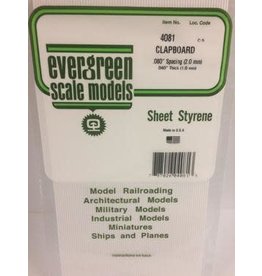 Item No. Loc. Code
4081 C-5
CLAPBOARD
.080" Spacing (2.0 mm)
.040" Thick (1.0 mm)
evergreen
scale models
Sheet Styrene
Made in U.S.A.
Model Railroading
Architectural Models
Military Models
Industrial Models
Miniatures
Ships and Planes